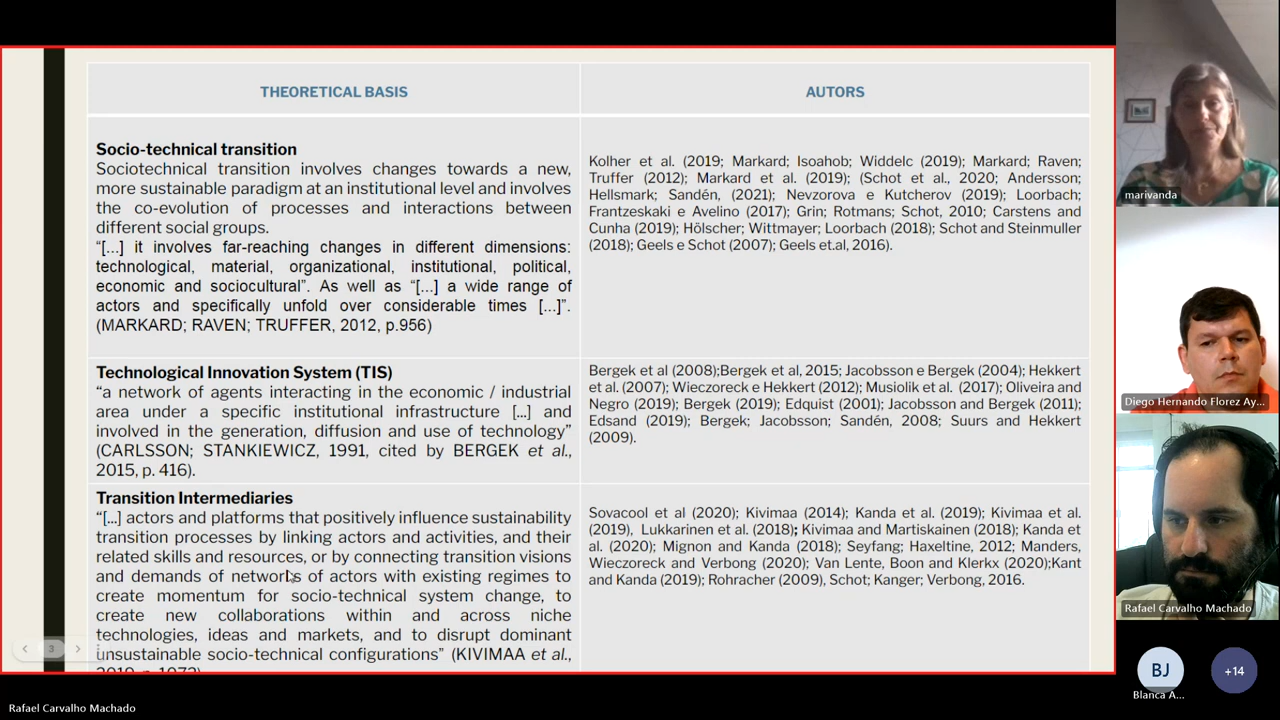 THEORETICAL BASIS
AUTORS
Socio-technical transition
Sociotechnical transition involves changes towards a new,
more sustainable paradigm at an institutional level and involves
the co-evolution of processes and interactions between
different social groups.
“[...] it involves far-reaching changes in different dimensions:
technological, material, organizational, institutional, political,
economic and sociocultural”. As well as “[...] a wide range of
actors and specifically unfold over considerable times [...]”.
(MARKARD; RAVEN; TRUFFER, 2012, p.956)
Kolher et al. (2019; Markard; Isoahob; Widdelc (2019); Markard; Raven;
Truffer (2012); Markard et al. (2019); (Schot et al., 2020; Andersson;
Hellsmark; Sandén, (2021); Nevzorova e Kutcherov (2019); Loorbach;
Frantzeskaki e Avelino (2017); Grin; Rotmans; Schot, 2010; Carstens and
Cunha (2019); Hölscher; Wittmayer; Loorbach (2018); Schot and Steinmuller
(2018); Geels e Schot (2007); Geels et.al, 2016).
Technological Innovation System (TIS)
“a network of agents interacting in the economic / industrial
area under a specific institutional infrastructure [...] and
involved in the generation, diffusion and use of technology”
(CARLSSON; STANKIEWICZ, 1991, cited by BERGEK et al.,
2015, p. 416).
Bergek et al (2008);Bergek et al, 2015; Jacobsson e Bergek (2004); Hekkert
et al. (2007); Wieczoreck e Hekkert (2012); Musiolik et al. (2017); Oliveira and
Negro (2019); Bergek (2019); Edquist (2001); Jacobsson and Bergek (2011);
Edsand (2019); Bergek; Jacobsson; Sandén, 2008; Suurs and Hekkert
(2009).
Transition Intermediaries
“[...] actors and platforms that positively influence sustainability
transition processes by linking actors and activities, and their
related skills and resources, or by connecting transition visions
and demands of networks of actors with existing regimes to
create momentum for socio-technical system change, to
create new collaborations within and across niche
technologies, ideas and markets, and to disrupt dominant
unsustainable socio-technical configurations” (KIVIMAA et al.,
2019, p. 1072)
Sovacool et al (2020); Kivimaa (2014); Kanda et al. (2019); Kivimaa et al.
(2019), Lukkarinen et al. (2018); Kivimaa and Martiskainen (2018); Kanda et
al. (2020); Mignon and Kanda (2018); Seyfang; Haxeltine, 2012; Manders,
Wieczoreck and Verbong (2020); Van Lente, Boon and Klerkx (2020);Kant
and Kanda (2019); Rohracher (2009), Schot; Kanger; Verbong, 2016.
3
marivanda
Diego Hernando Florez Ay...
Rafael Carvalho Machado
BJ
Blanca A...
+14
Rafael Carvalho Machado